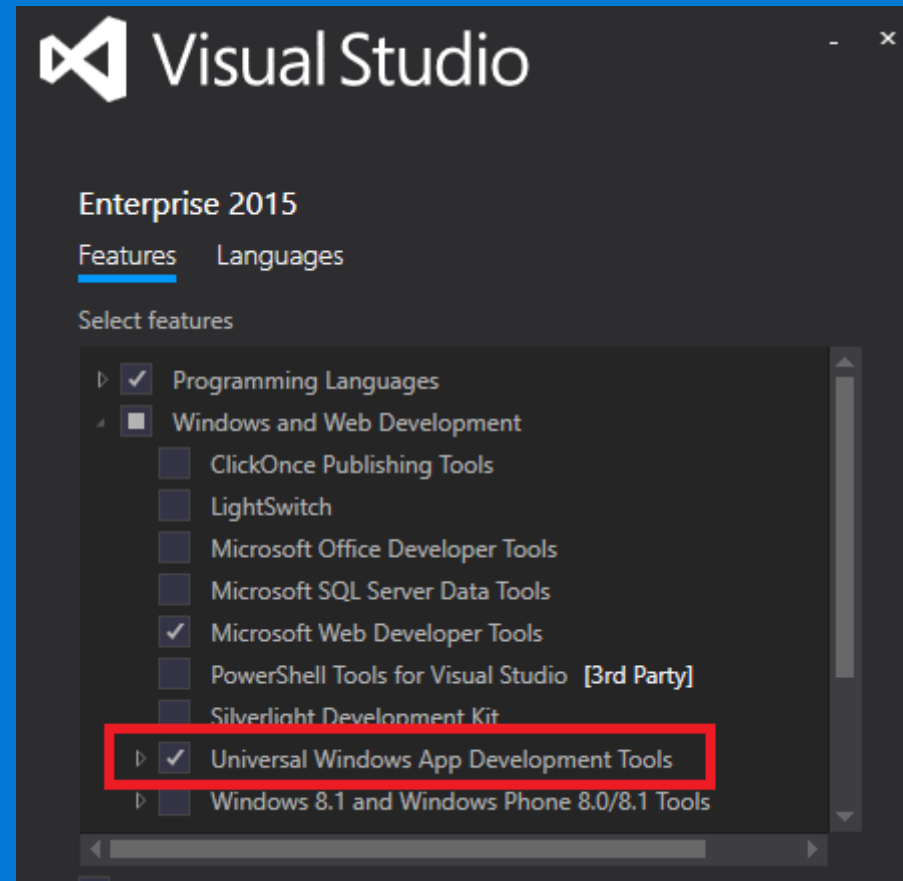 Visual Studio
Enterprise 2015
Features Languages
Select features
Programming Languages
Windows and Web Development
ClickOnce Publishing Tools
LightSwitch
Microsoft Office Developer Tools
Microsoft SQL Server Data Tools
Microsoft Web Developer Tools
PowerShell Tools for Visual Studio [3rd Party]
Silverlight Development Kit
Universal Windows App Development Tools
Windows 8.1 and Windows Phone 8.0/8.1 Tools